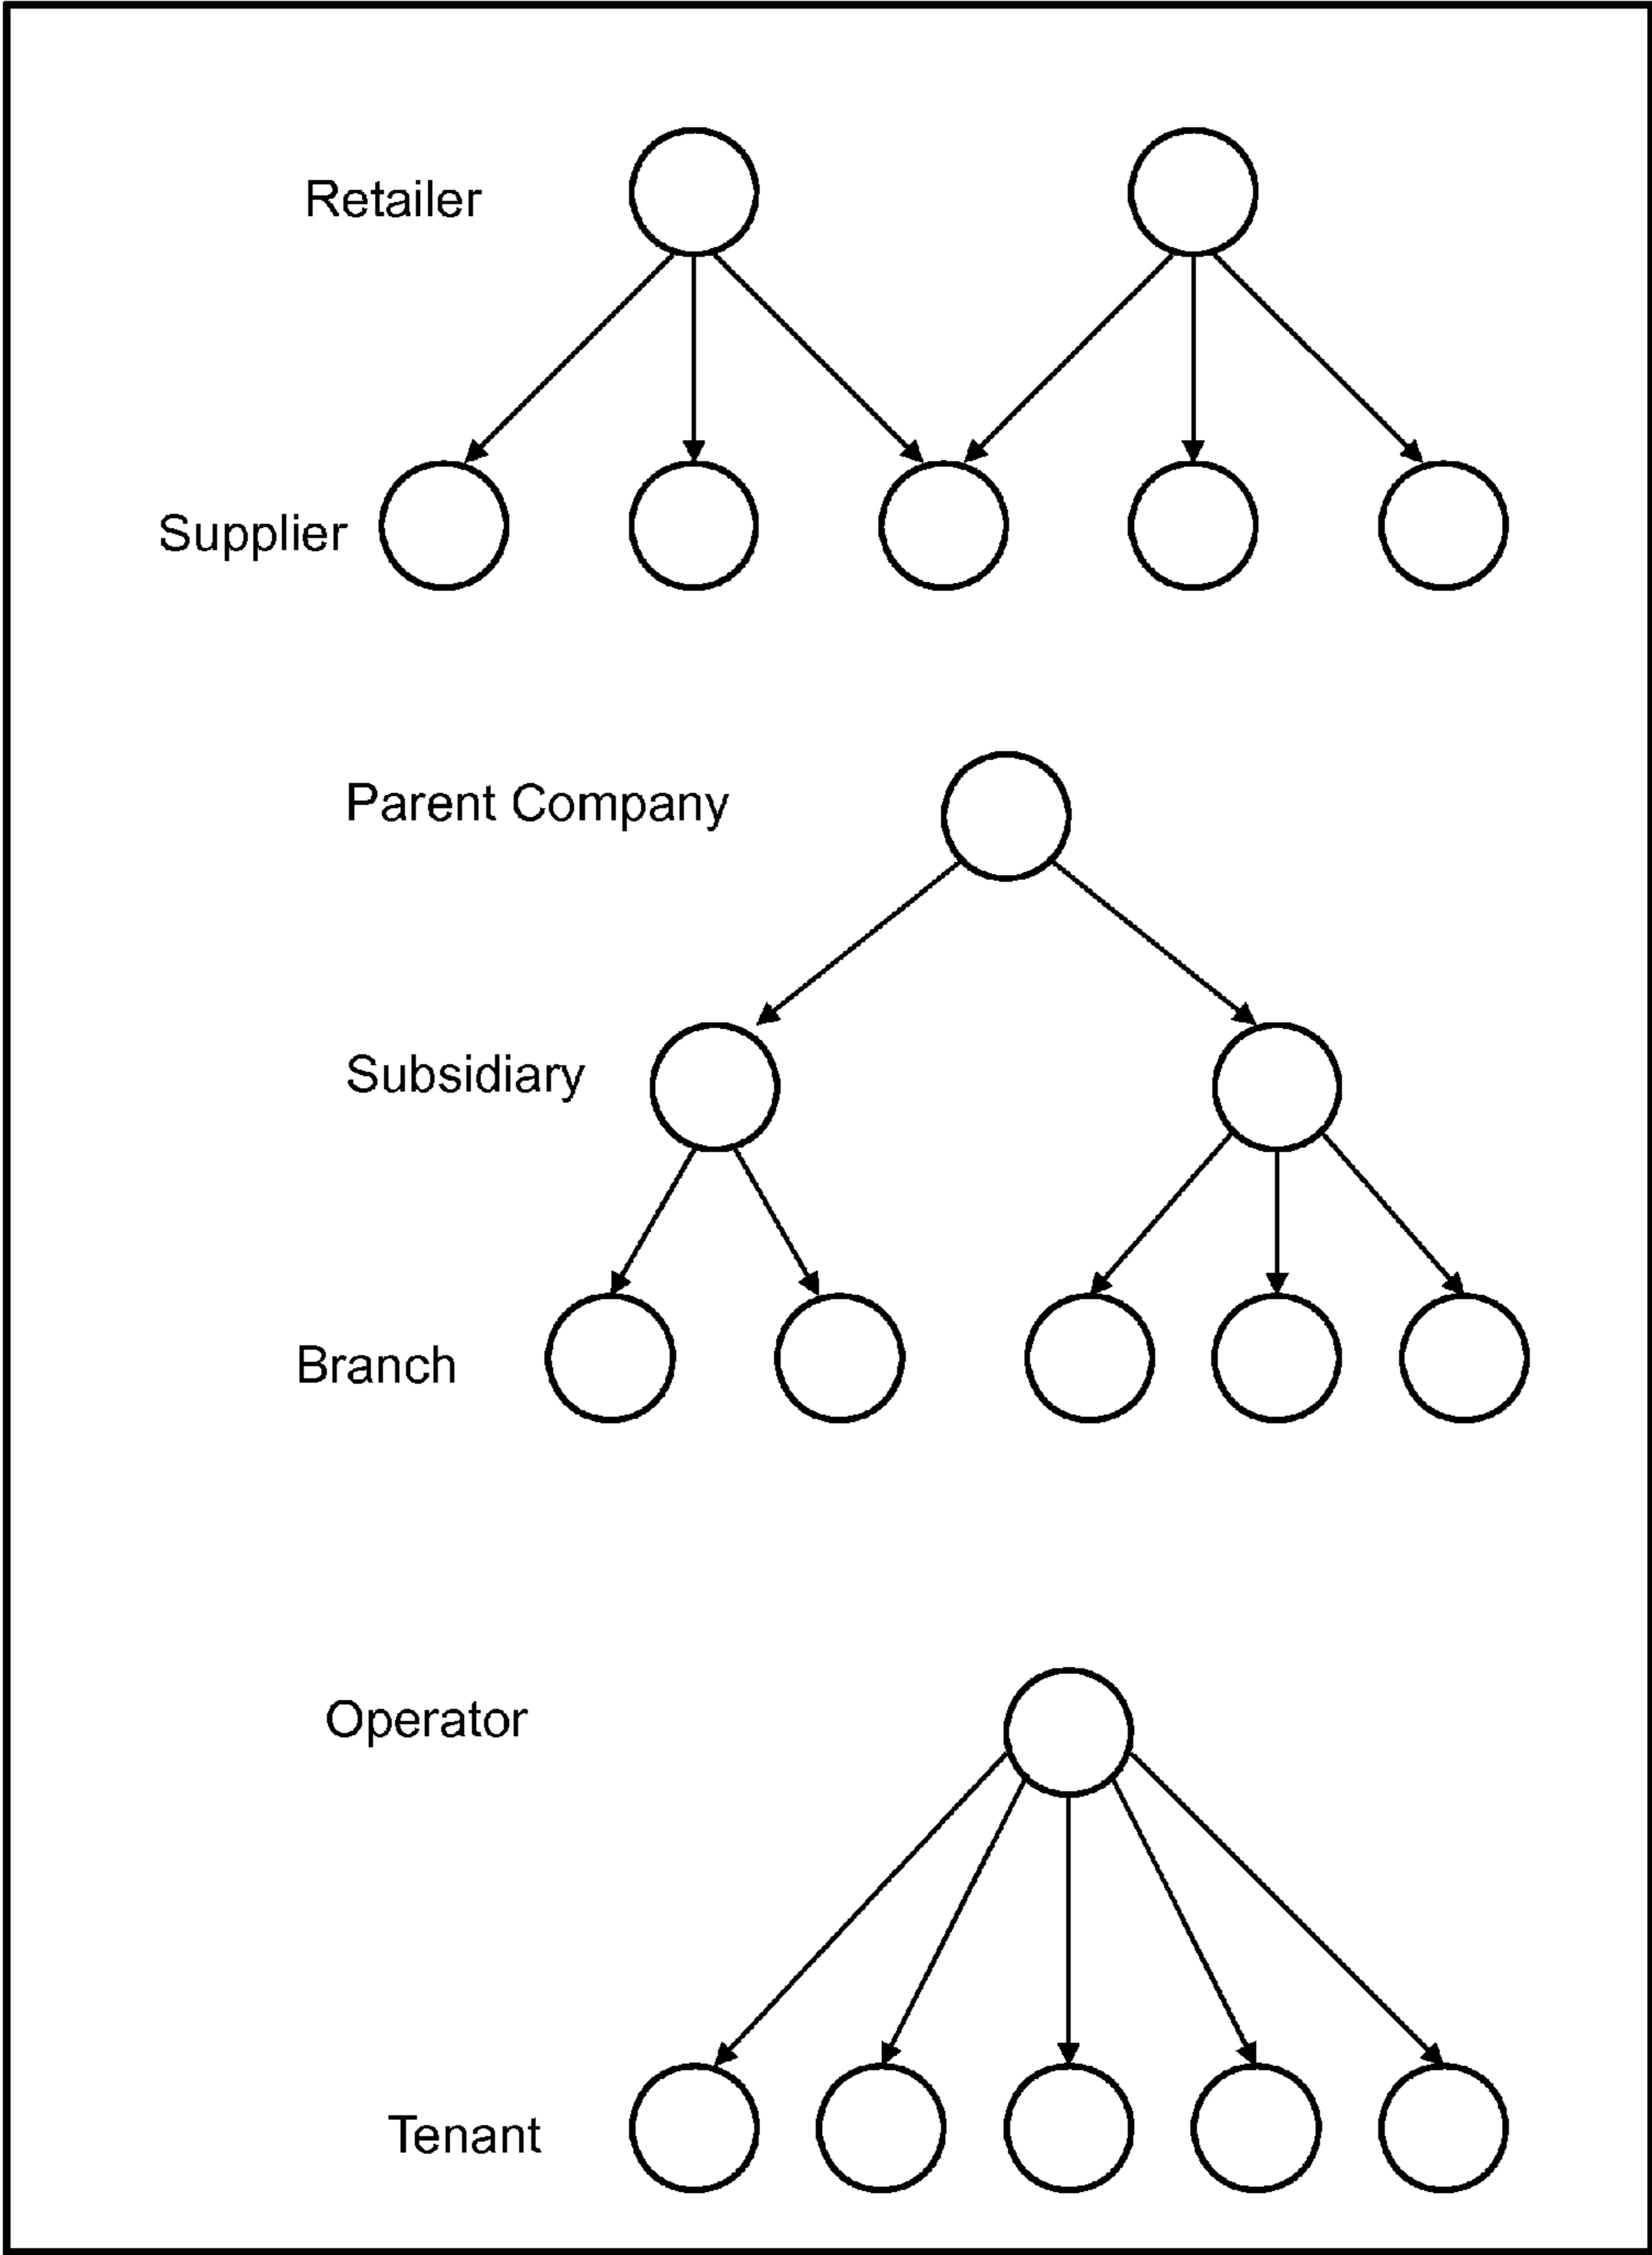 Retailer
Supplier
Parent Company
Subsidiary
Branch
Operator
Tenant